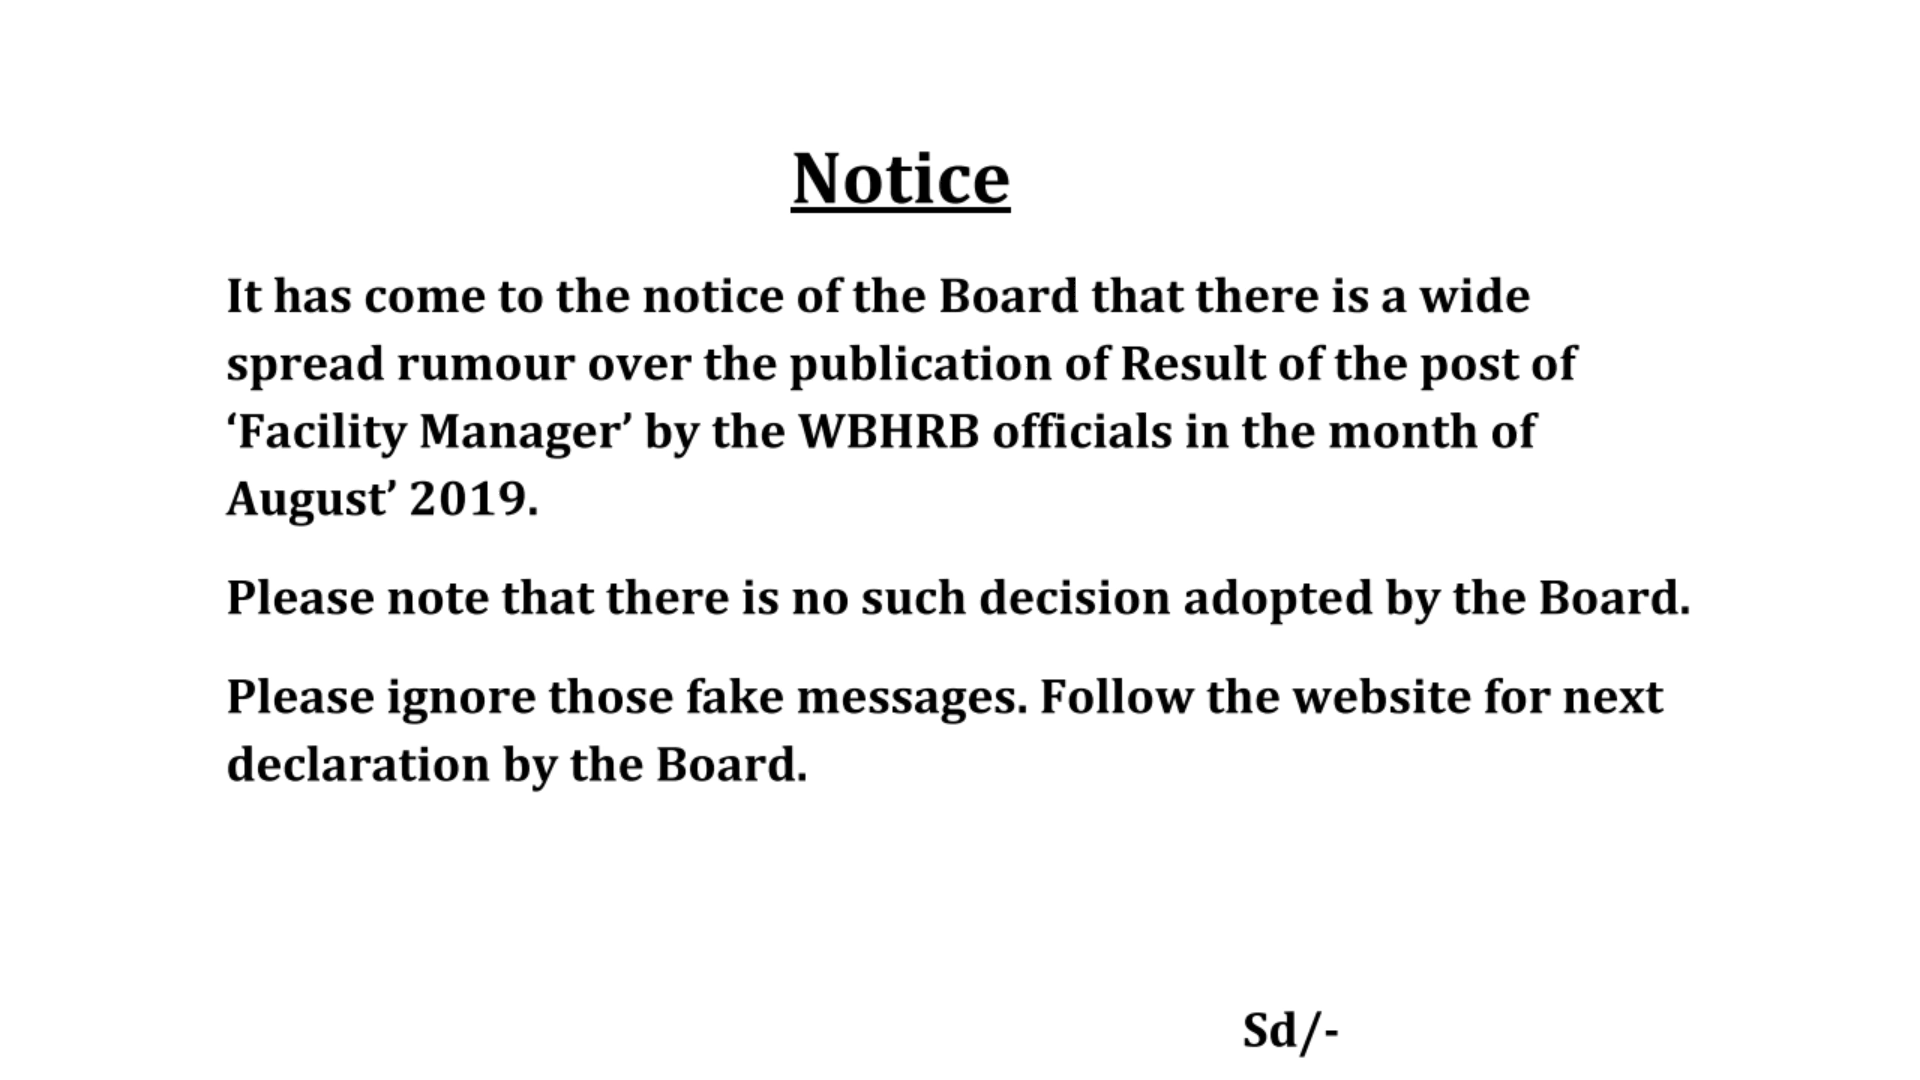 Notice
It has come to the notice of the Board that there is a wide
spread rumour over the publication of Result of the post of
‘Facility Manager’ by the WBHRB officials in the month of
August’ 2019.
Please note that there is no such decision adopted by the Board.
Please ignore those fake messages. Follow the website for next
declaration by the Board.
Sd/-